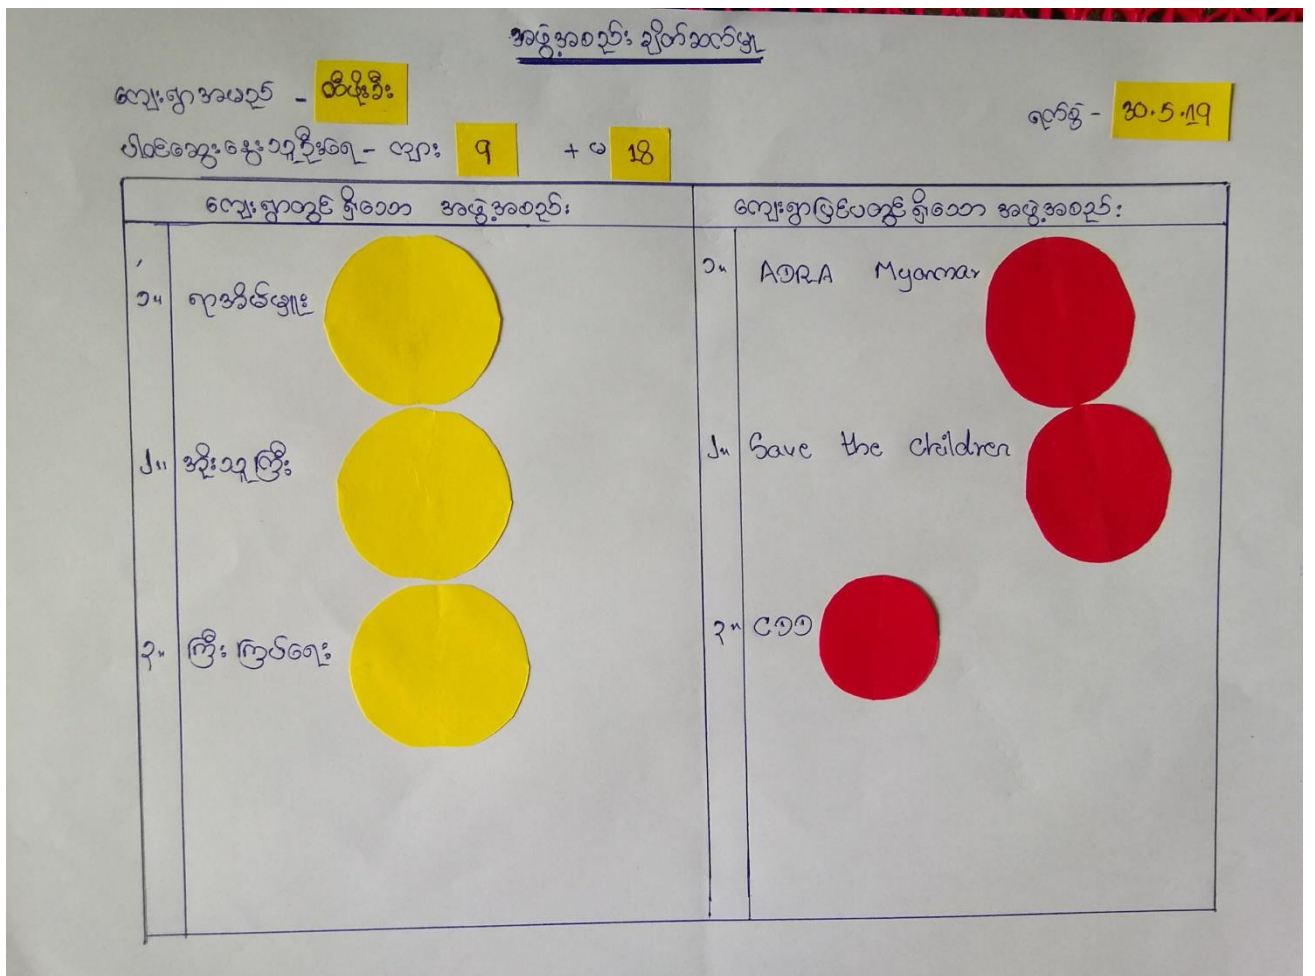 အဖွဲ့အစည်း ချိတ်ဆက်မှု
ကျေးရွာအမည် - ထီဖိုးခီး
ရက်စွဲ - 30.5.19
ပါဝင်ဆွေးနွေးသူဦးရေ - ကျား 9 + မ 18
ကျေးရွာတွင် ရှိသော အဖွဲ့အစည်း
ကျေးရွာပြင်ပတွင် ရှိသော အဖွဲ့အစည်း
၁။ ရာအိမ်မှူး
၂။ အိုးသူကြီး
၃။ ကြီးကြပ်ရေး
၁။ ADRA Myanmar
၂။ Save the children
၃။ CDD